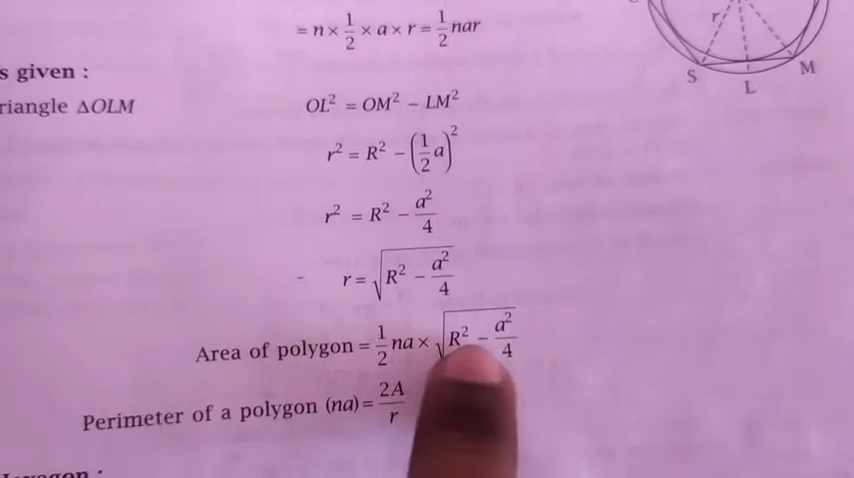 = n × 1/2 × a × r = 1/2 nar
s given :
riangle ΔOLM OL² = OM² − LM²
r² = R² − (1/2 a)²
r² = R² − a²/4
r = √(R² − a²/4)
Area of polygon = 1/2 na × √(R² − a²/4)
Perimeter of a polygon (na) = 2A/r
r
S
L
M